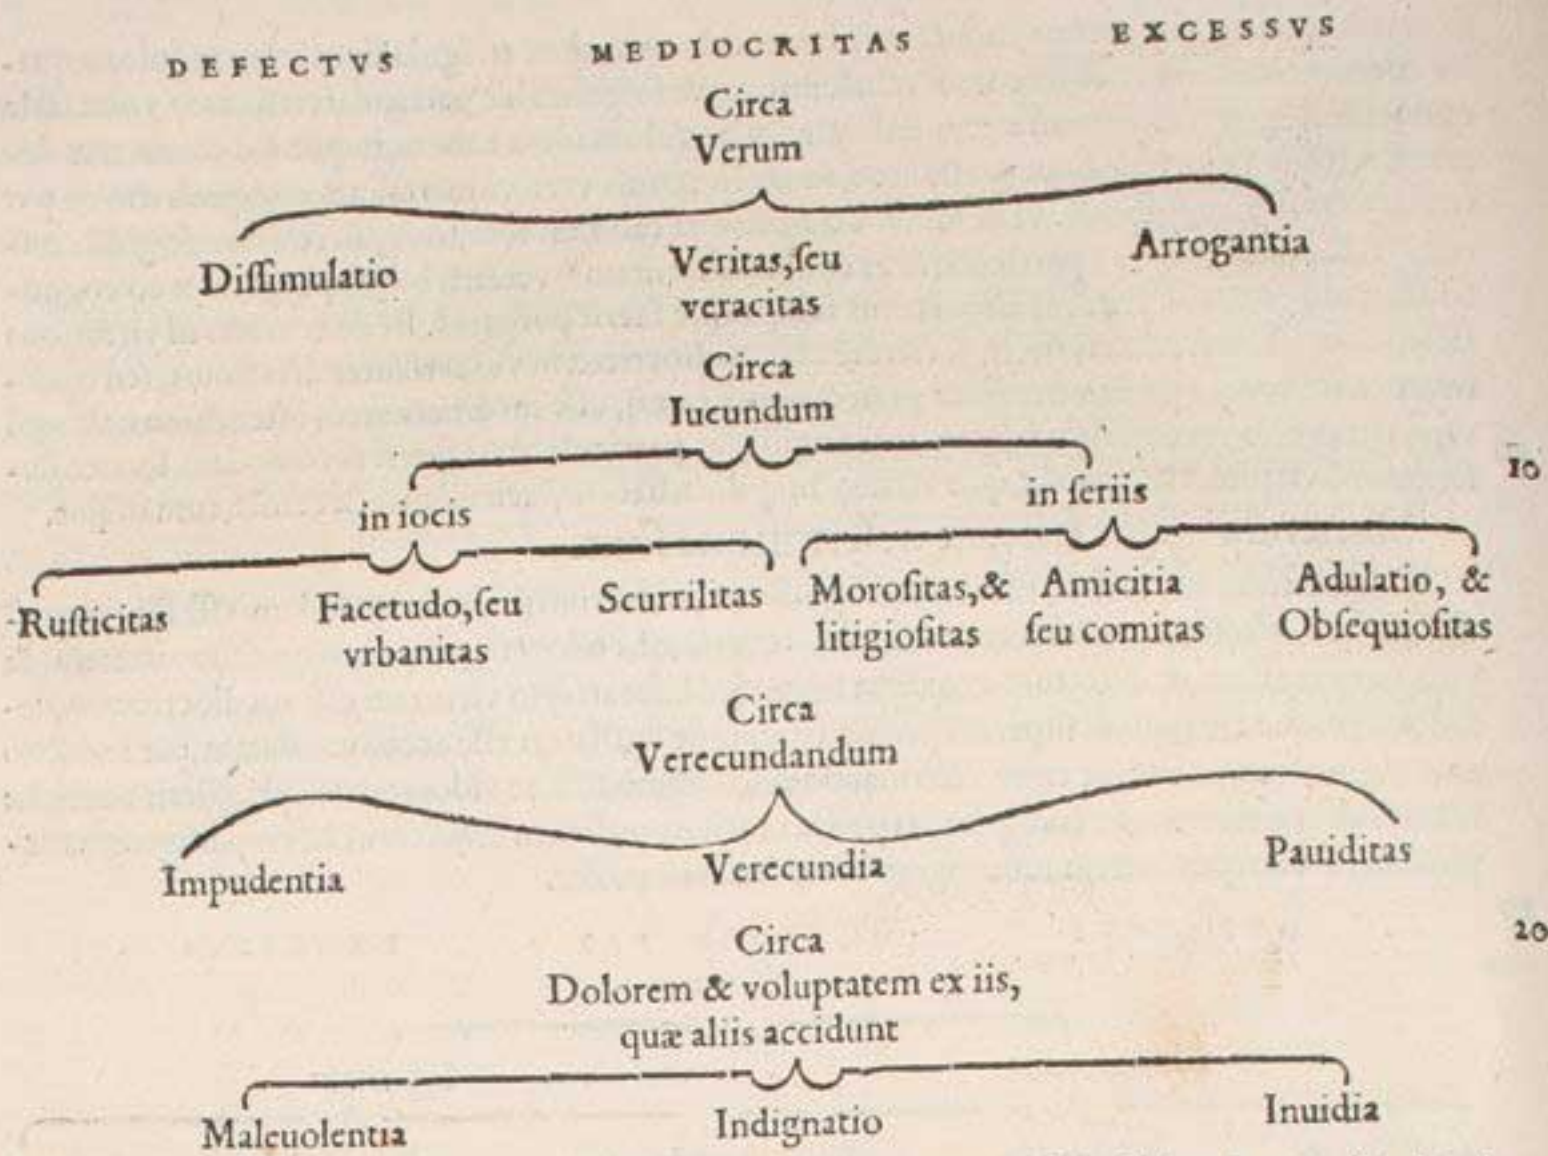 DEFECTVS MEDIOCRITAS EXCESSVS
Circa
Verum
Diſſimulatio Veritas, ſeu Arrogantia
veracitas
Circa
Iucundum
10
in iocis in ſeriis
Ruſticitas Facetudo, ſeu Scurrilitas Moroſitas, & Amicitia Adulatio, &
vrbanitas litigioſitas ſeu comitas Obſequioſitas
Circa
Verecundandum
Impudentia Verecundia Pauiditas
Circa
20
Dolorem & voluptatem ex iis,
quæ aliis accidunt
Maleuolentia Indignatio Inuidia